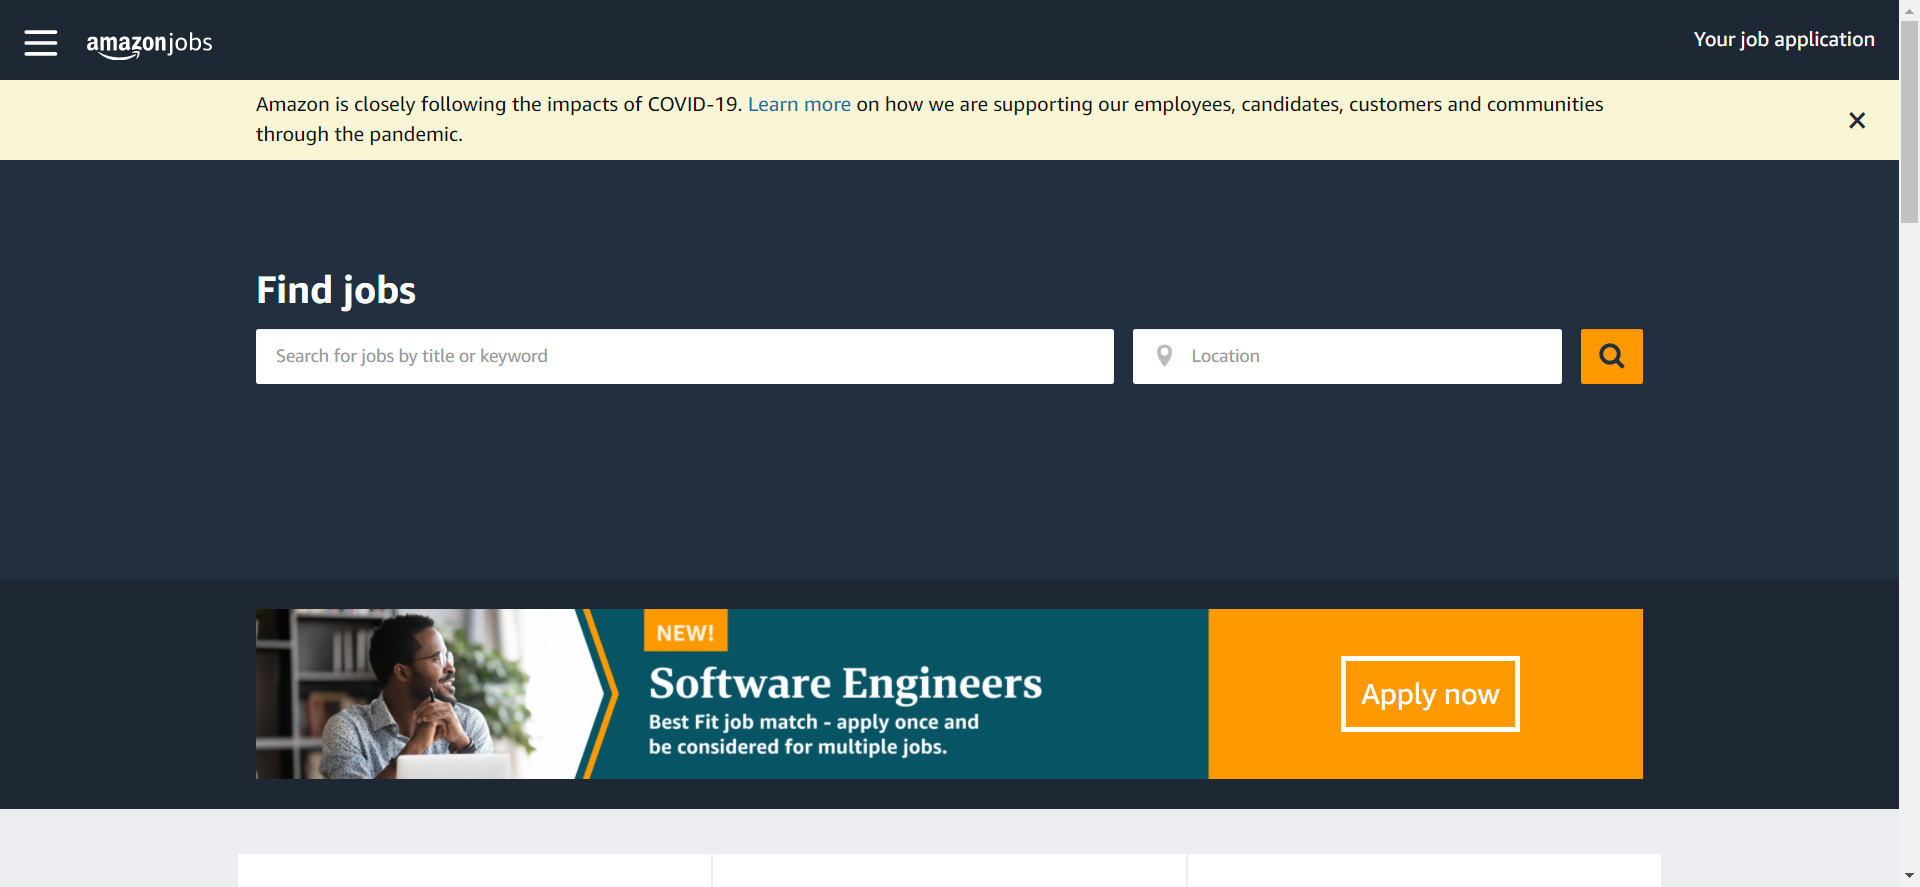 amazonjobs
Your job application
Amazon is closely following the impacts of COVID-19. Learn more on how we are supporting our employees, candidates, customers and communities
through the pandemic.
Find jobs
Search for jobs by title or keyword
Location
NEW!
Software Engineers
Best Fit job match - apply once and
be considered for multiple jobs.
Apply now